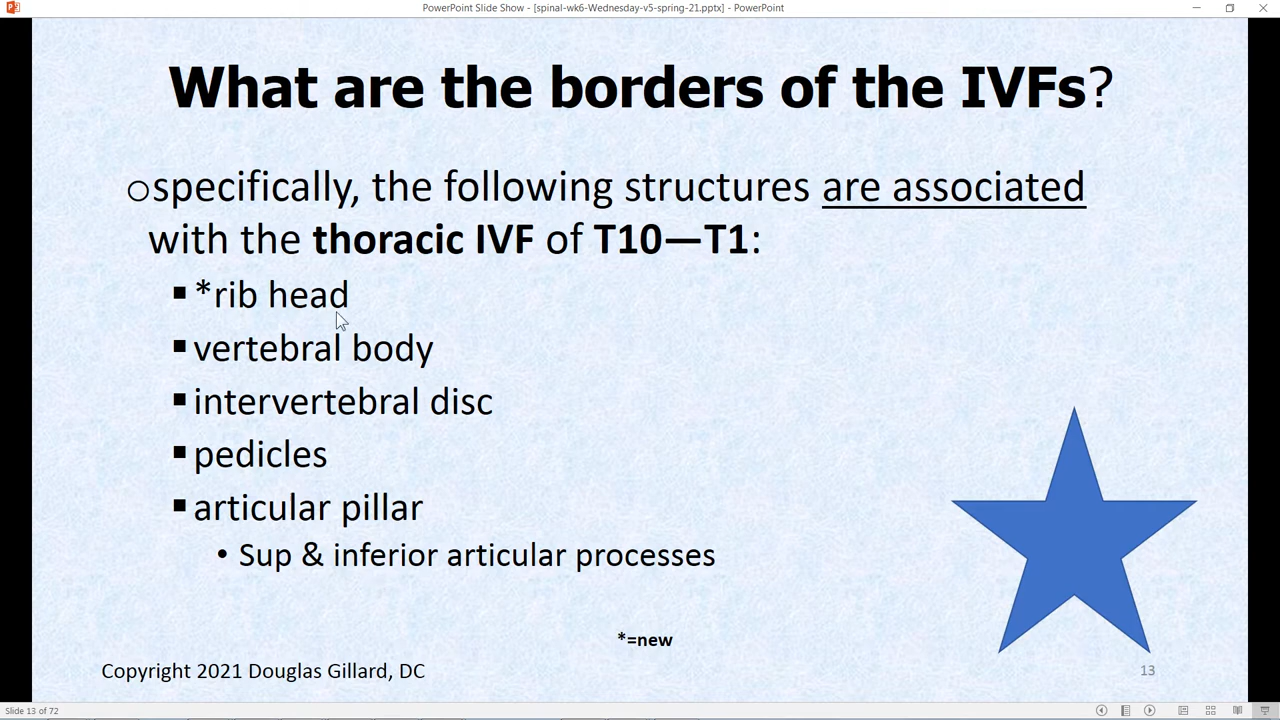 PowerPoint Slide Show - [spinal-wk6-Wednesday-v5-spring-21.pptx] - PowerPoint
What are the borders of the IVFs?
specifically, the following structures are associated
with the thoracic IVF of T10—T1:
*rib head
vertebral body
intervertebral disc
pedicles
articular pillar
• Sup & inferior articular processes
*=new
Copyright 2021 Douglas Gillard, DC
13
Slide 13 of 72